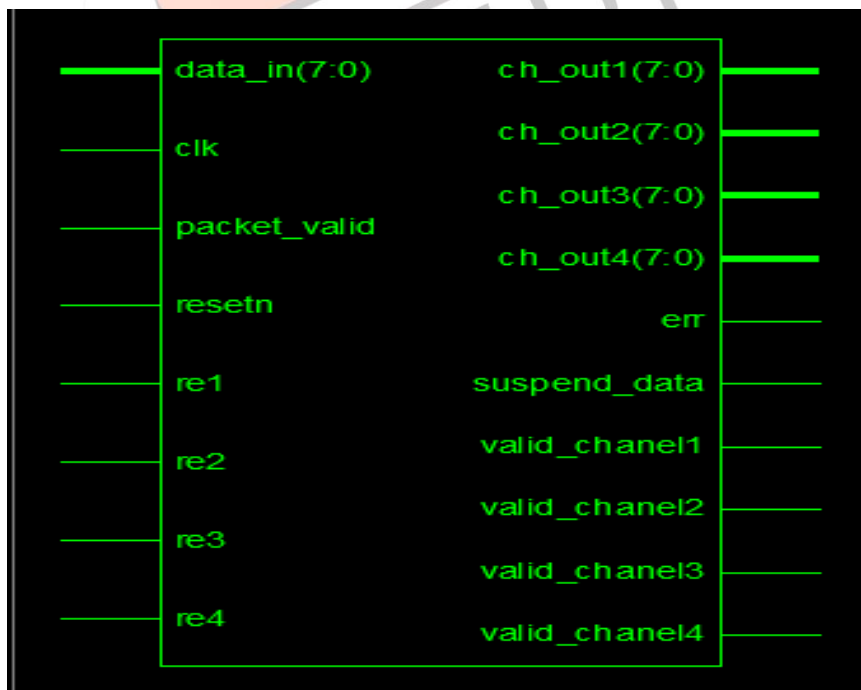 data_in(7:0)
clk
packet_valid
resetn
re1
re2
re3
re4
ch_out1(7:0)
ch_out2(7:0)
ch_out3(7:0)
ch_out4(7:0)
err
suspend_data
valid_chanel1
valid_chanel2
valid_chanel3
valid_chanel4